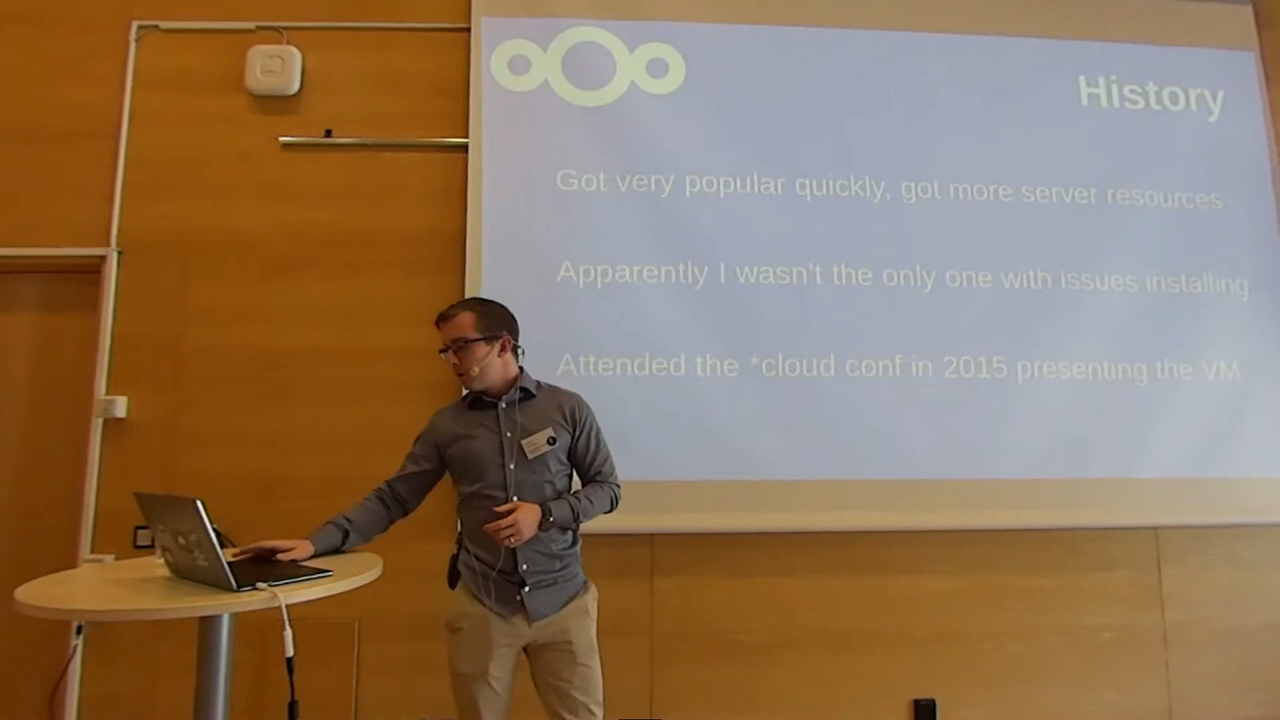 History
Got very popular quickly, got more server resources
Apparently I wasn't the only one with issues installing
Attended the *cloud conf in 2015 presenting the VM